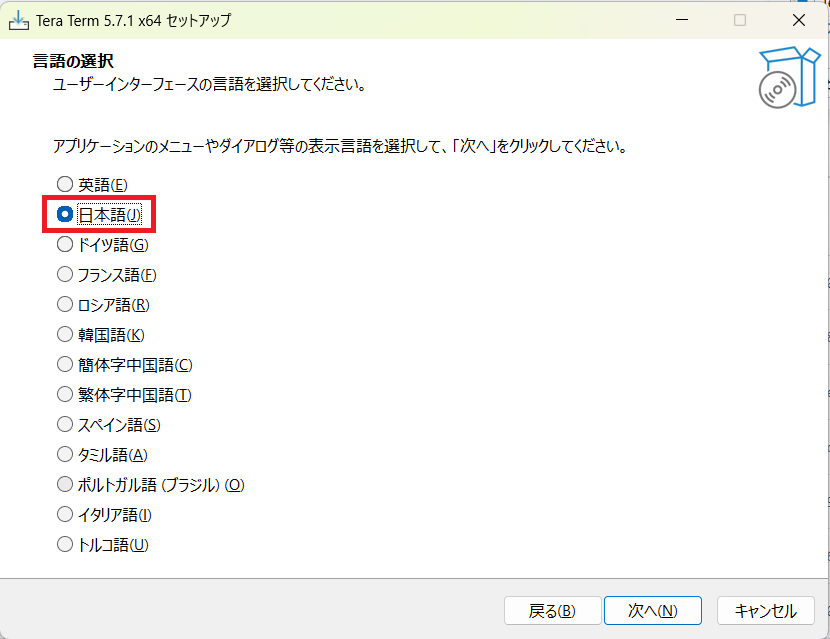 Tera Term 5.7.1 x64 セットアップ
言語の選択
ユーザーインターフェースの言語を選択してください。
アプリケーションのメニューやダイアログ等の表示言語を選択して、「次へ」をクリックしてください。
英語(E)
日本語(J)
ドイツ語(G)
フランス語(F)
ロシア語(R)
韓国語(K)
簡体字中国語(C)
繁体字中国語(T)
スペイン語(S)
タミル語(A)
ポルトガル語 (ブラジル) (O)
イタリア語(I)
トルコ語(U)
戻る(B) 次へ(N) キャンセル